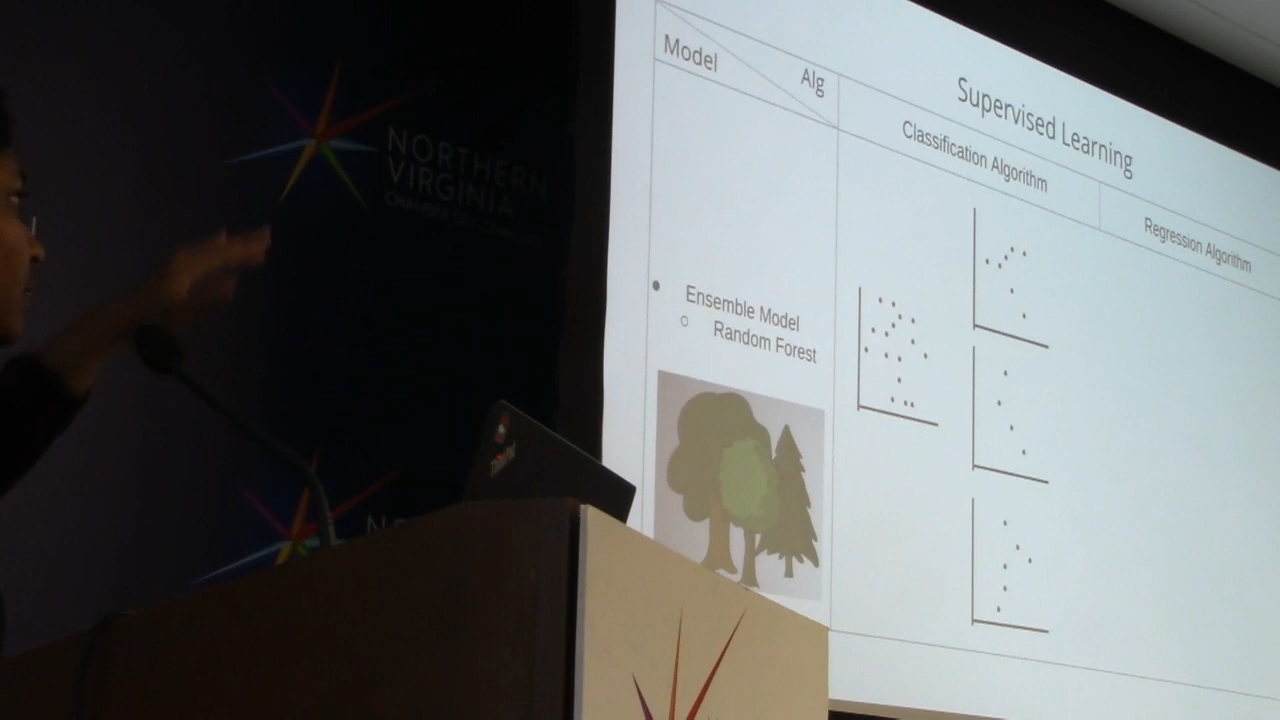 NORTHERN
VIRGINIA
Supervised Learning
Model
Alg
Classification Algorithm
Regression Algorithm
Ensemble Model
Random Forest